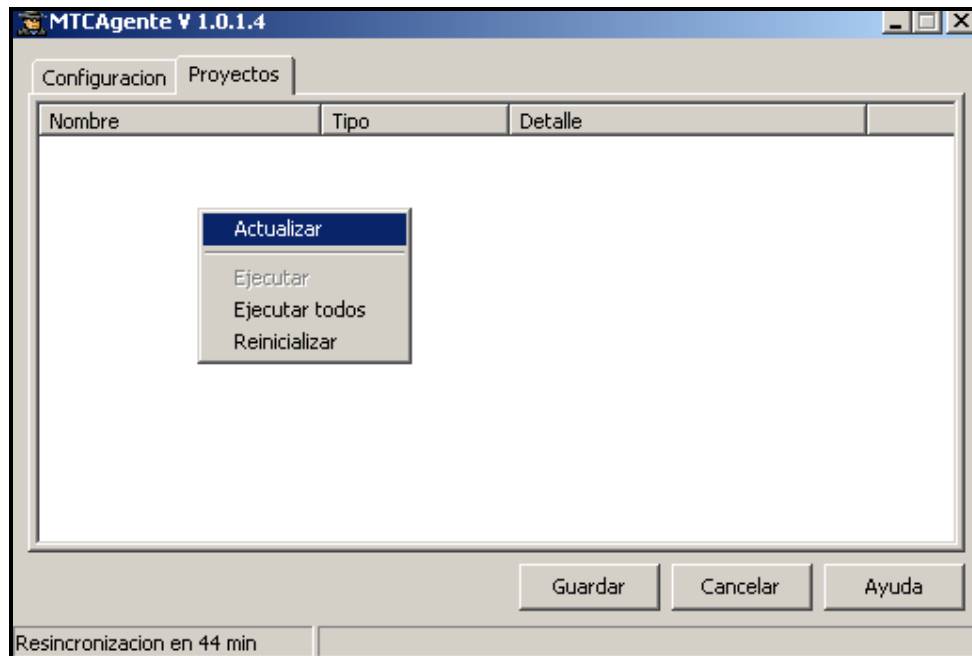 MTCAgente V 1.0.1.4
Configuracion Proyectos
Nombre Tipo Detalle
Actualizar
Ejecutar
Ejecutar todos
Reinicializar
Guardar Cancelar Ayuda
Resincronizacion en 44 min